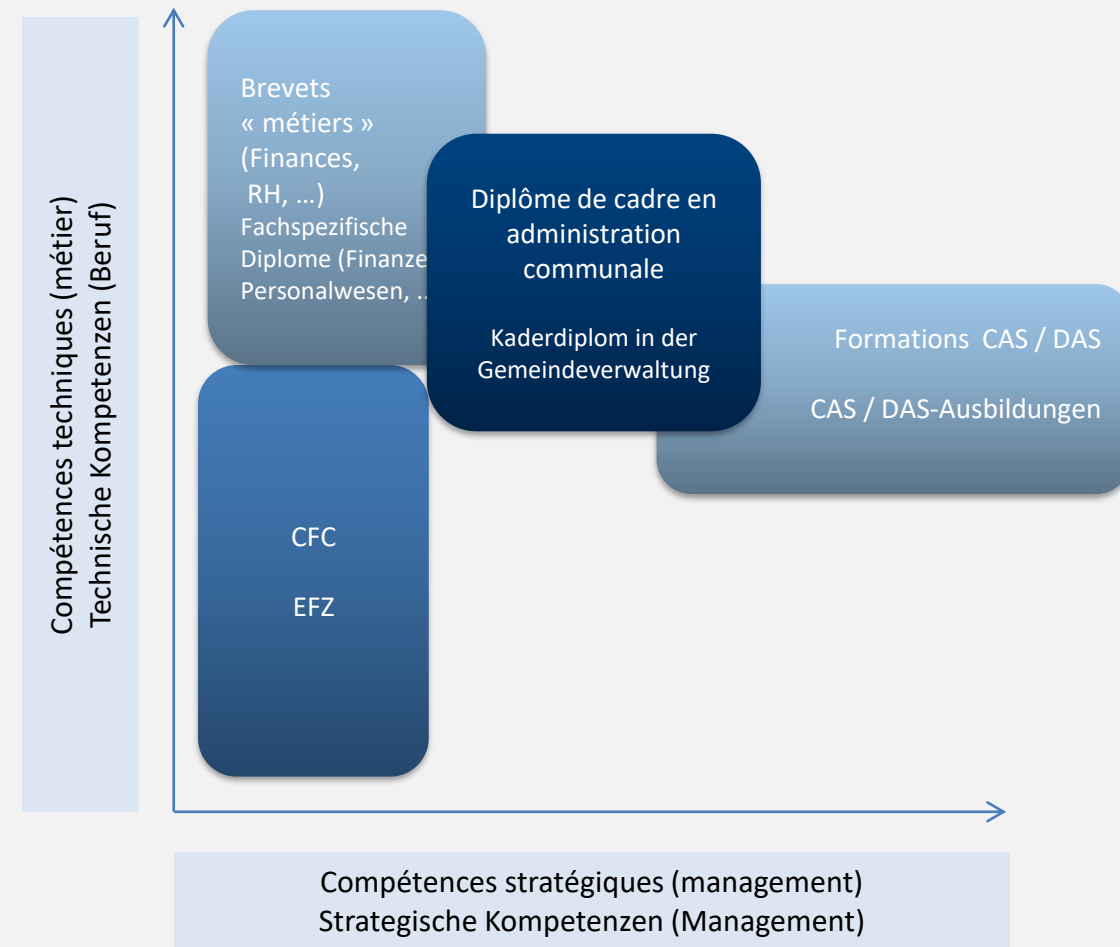 Compétences techniques (métier)
Technische Kompetenzen (Beruf)
Brevets
« métiers »
(Finances,
RH, …)
Fachspezifische
Diplome (Finanze
Personalwesen, ..
Diplôme de cadre en
administration
communale
Kaderdiplom in der
Gemeindeverwaltung
Formations CAS / DAS
CAS / DAS-Ausbildungen
CFC
EFZ
Compétences stratégiques (management)
Strategische Kompetenzen (Management)